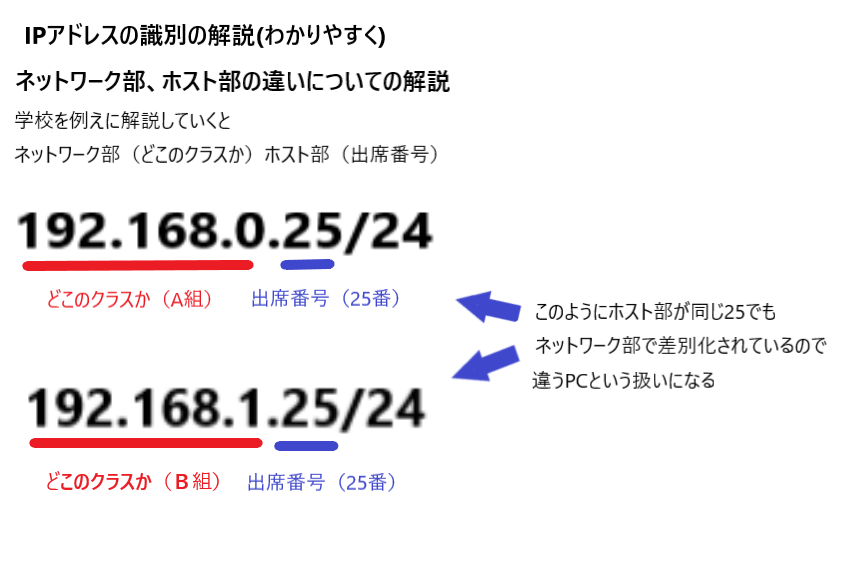 IPアドレスの識別の解説(わかりやすく)
ネットワーク部、ホスト部の違いについての解説
学校を例えに解説していくと
ネットワーク部（どこのクラスか）ホスト部（出席番号）
192.168.0.25/24
どこのクラスか（A組） 出席番号（25番）
このようにホスト部が同じ25でも
ネットワーク部で差別化されているので
違うPCという扱いになる
192.168.1.25/24
どこのクラスか（B組） 出席番号（25番）